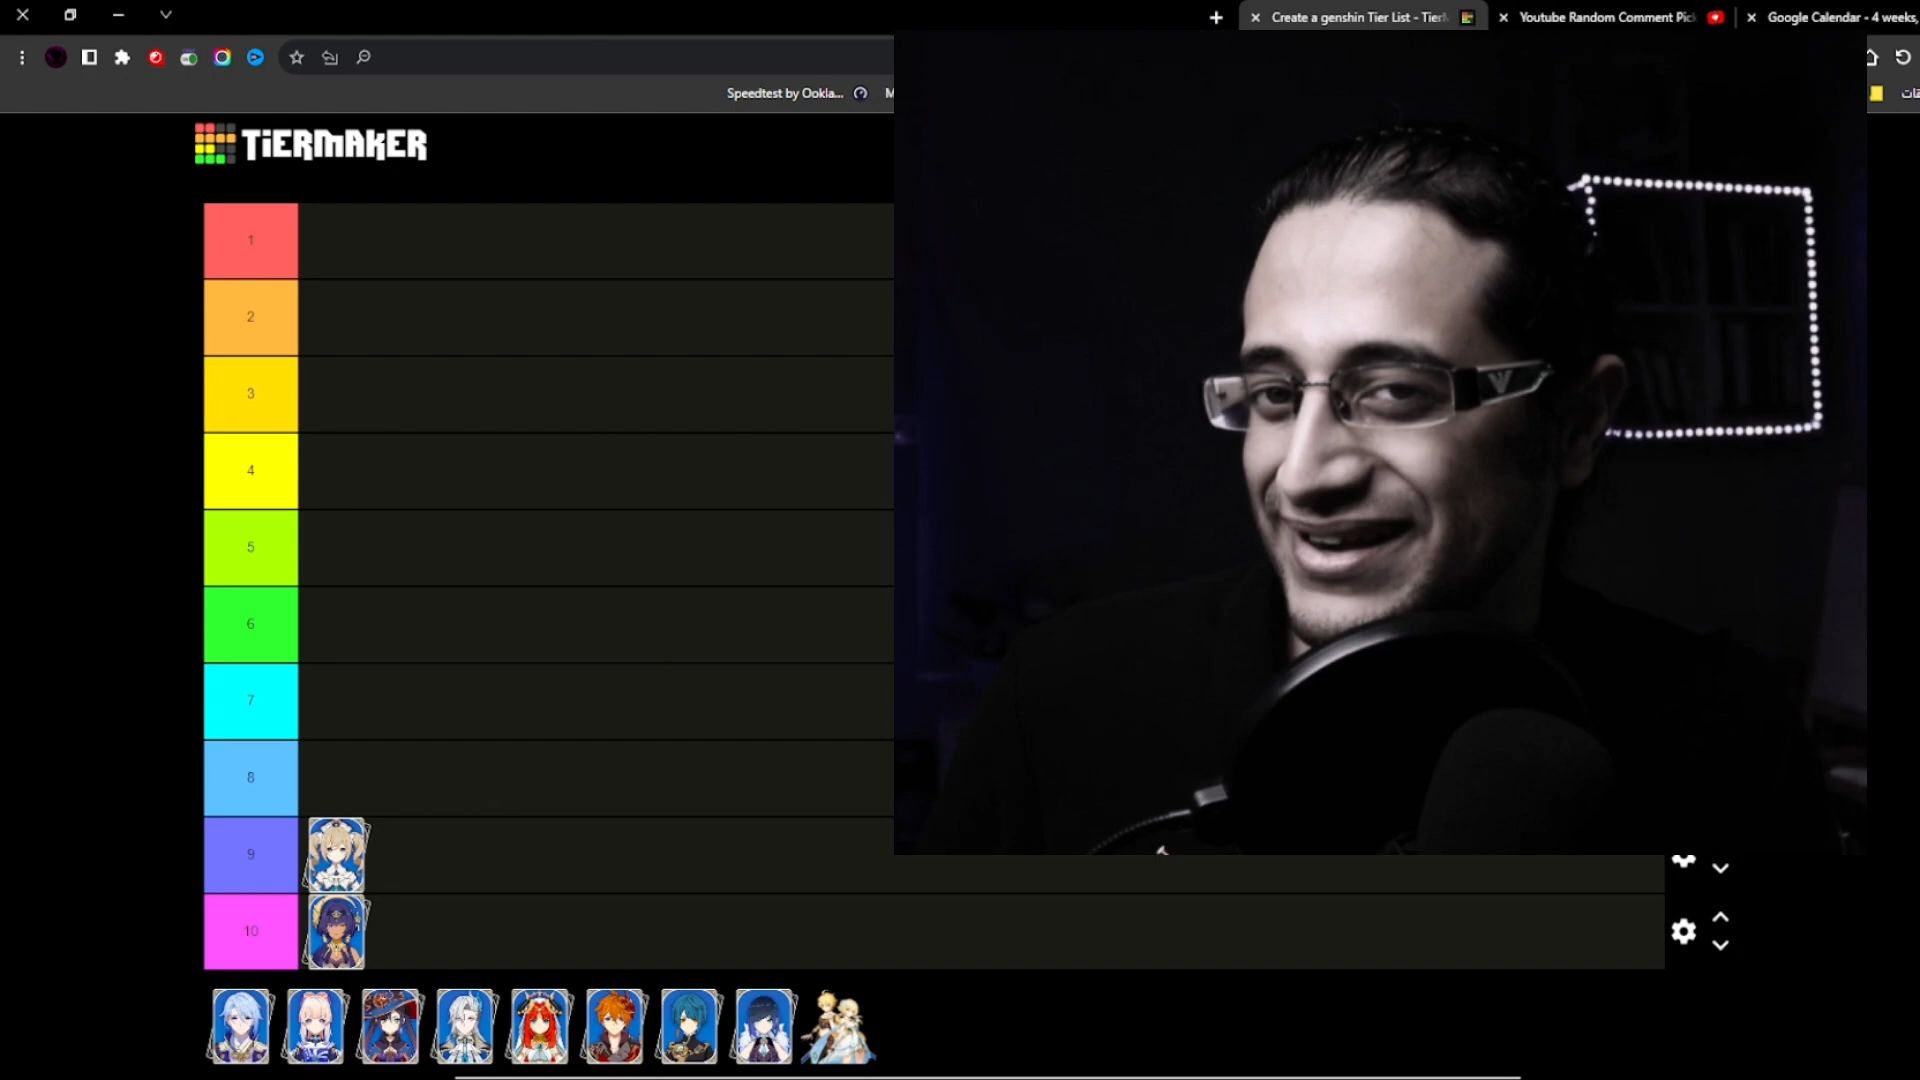 Create a genshin Tier List - Tier
Youtube Random Comment Pic
Google Calendar - 4 weeks,
Speedtest by Ookla...
M
TiERMAKER
1
2
3
4
5
6
7
8
9
10